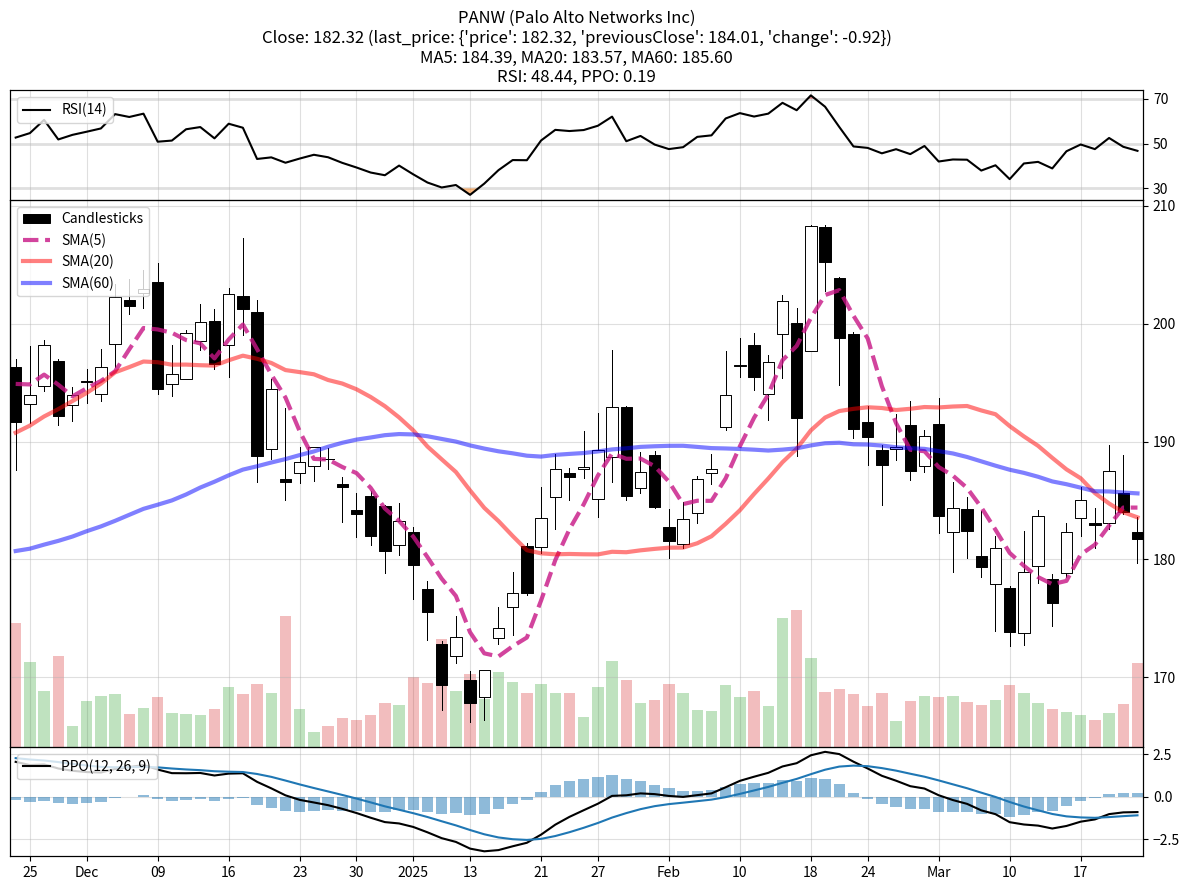 PANW (Palo Alto Networks Inc)
Close: 182.32 (last_price: {'price': 182.32, 'previousClose': 184.01, 'change': -0.92})
MA5: 184.39, MA20: 183.57, MA60: 185.60
RSI: 48.44, PPO: 0.19
RSI(14)
70
50
30
Candlesticks
SMA(5)
SMA(20)
SMA(60)
210
200
190
180
170
PPO(12, 26, 9)
2.5
0.0
−2.5
25 Dec 09 16 23 30 2025 13 21 27 Feb 10 18 24 Mar 10 17